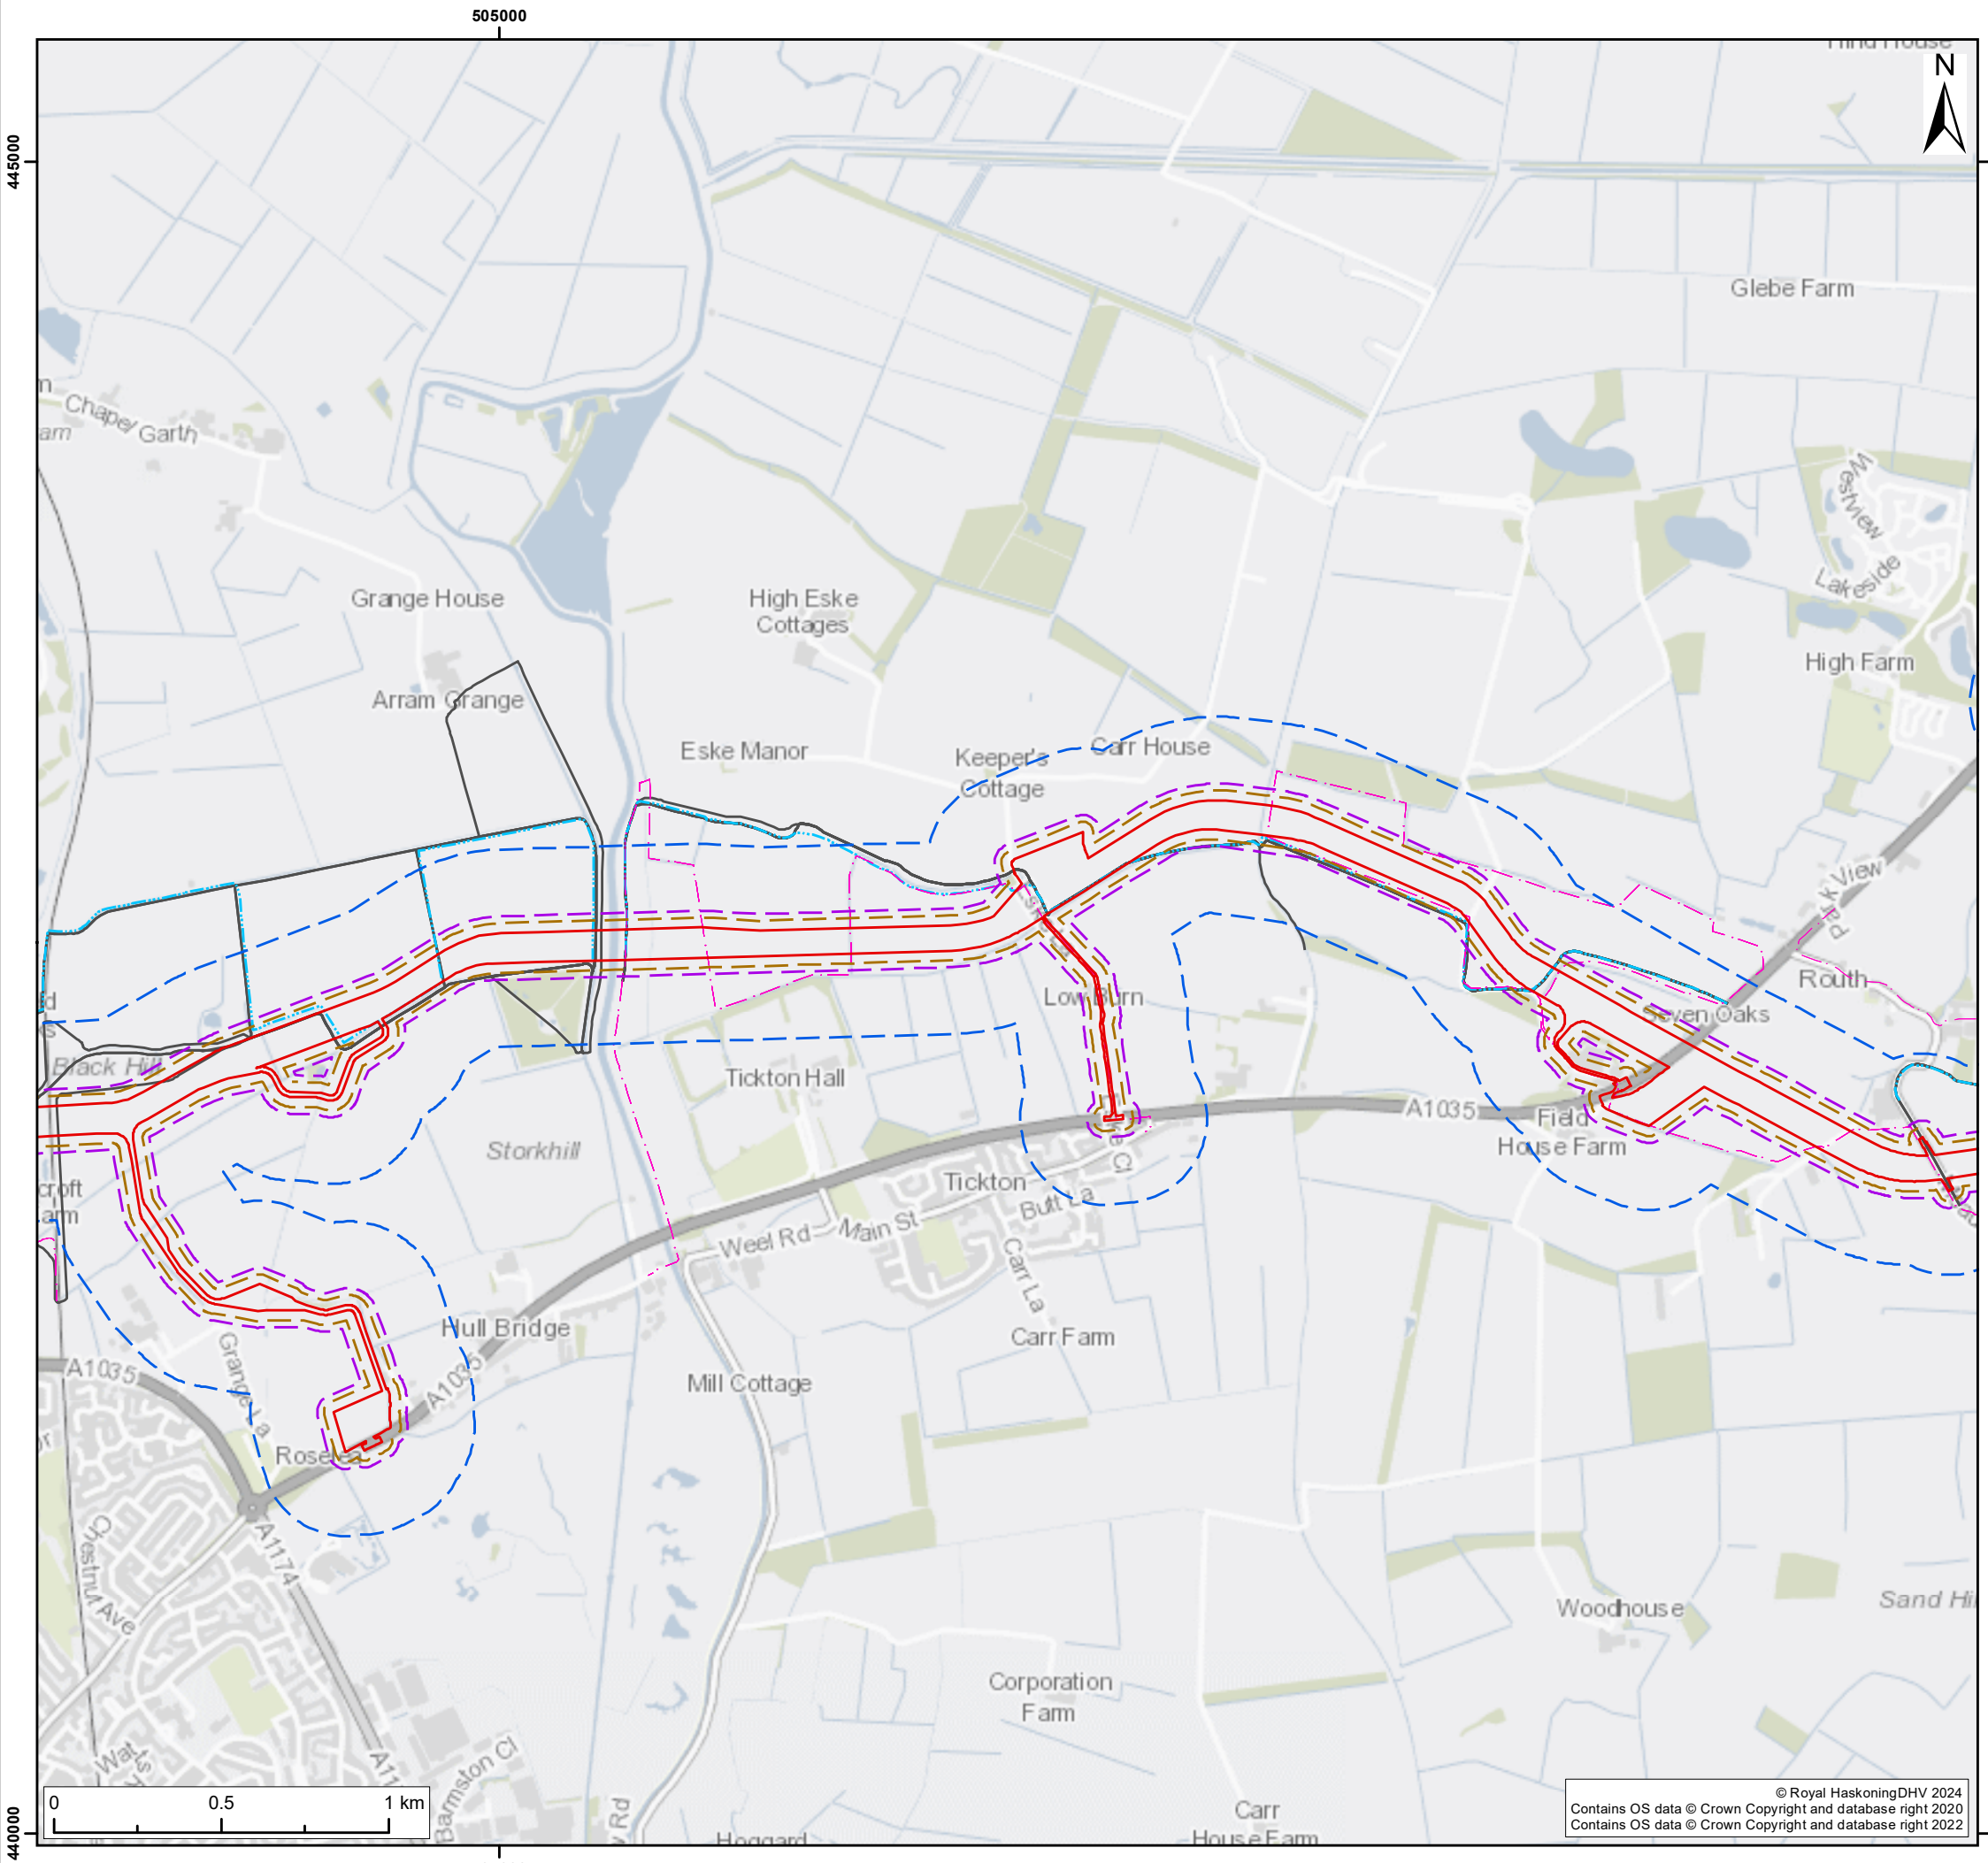 505000
445000
N
Glebe Farm
Chapel Garth
Westview
Lakeside
Grange House
High Eske
Cottages
High Farm
Arram Grange
Eske Manor
Keeper's
Cottage
Carr House
Park View
Routh
Low Burn
Seven Oaks
Black Hill
Tickton Hall
A1035
Field
House Farm
Storkhill
croft
arm
Tickton
Butt La
Cl
Weel Rd
Main St
Carr La
Hull Bridge
Carr Farm
A1035
Grange La
A1035
Mill Cottage
Roselea
Chestnut Ave
A1174
Woodhouse
Sand Hi
Corporation
Farm
Barmston Cl
Carr
House Farm
Hoggard
0 0.5 1 km
© Royal HaskoningDHV 2024
Contains OS data © Crown Copyright and database right 2020
Contains OS data © Crown Copyright and database right 2022
440000